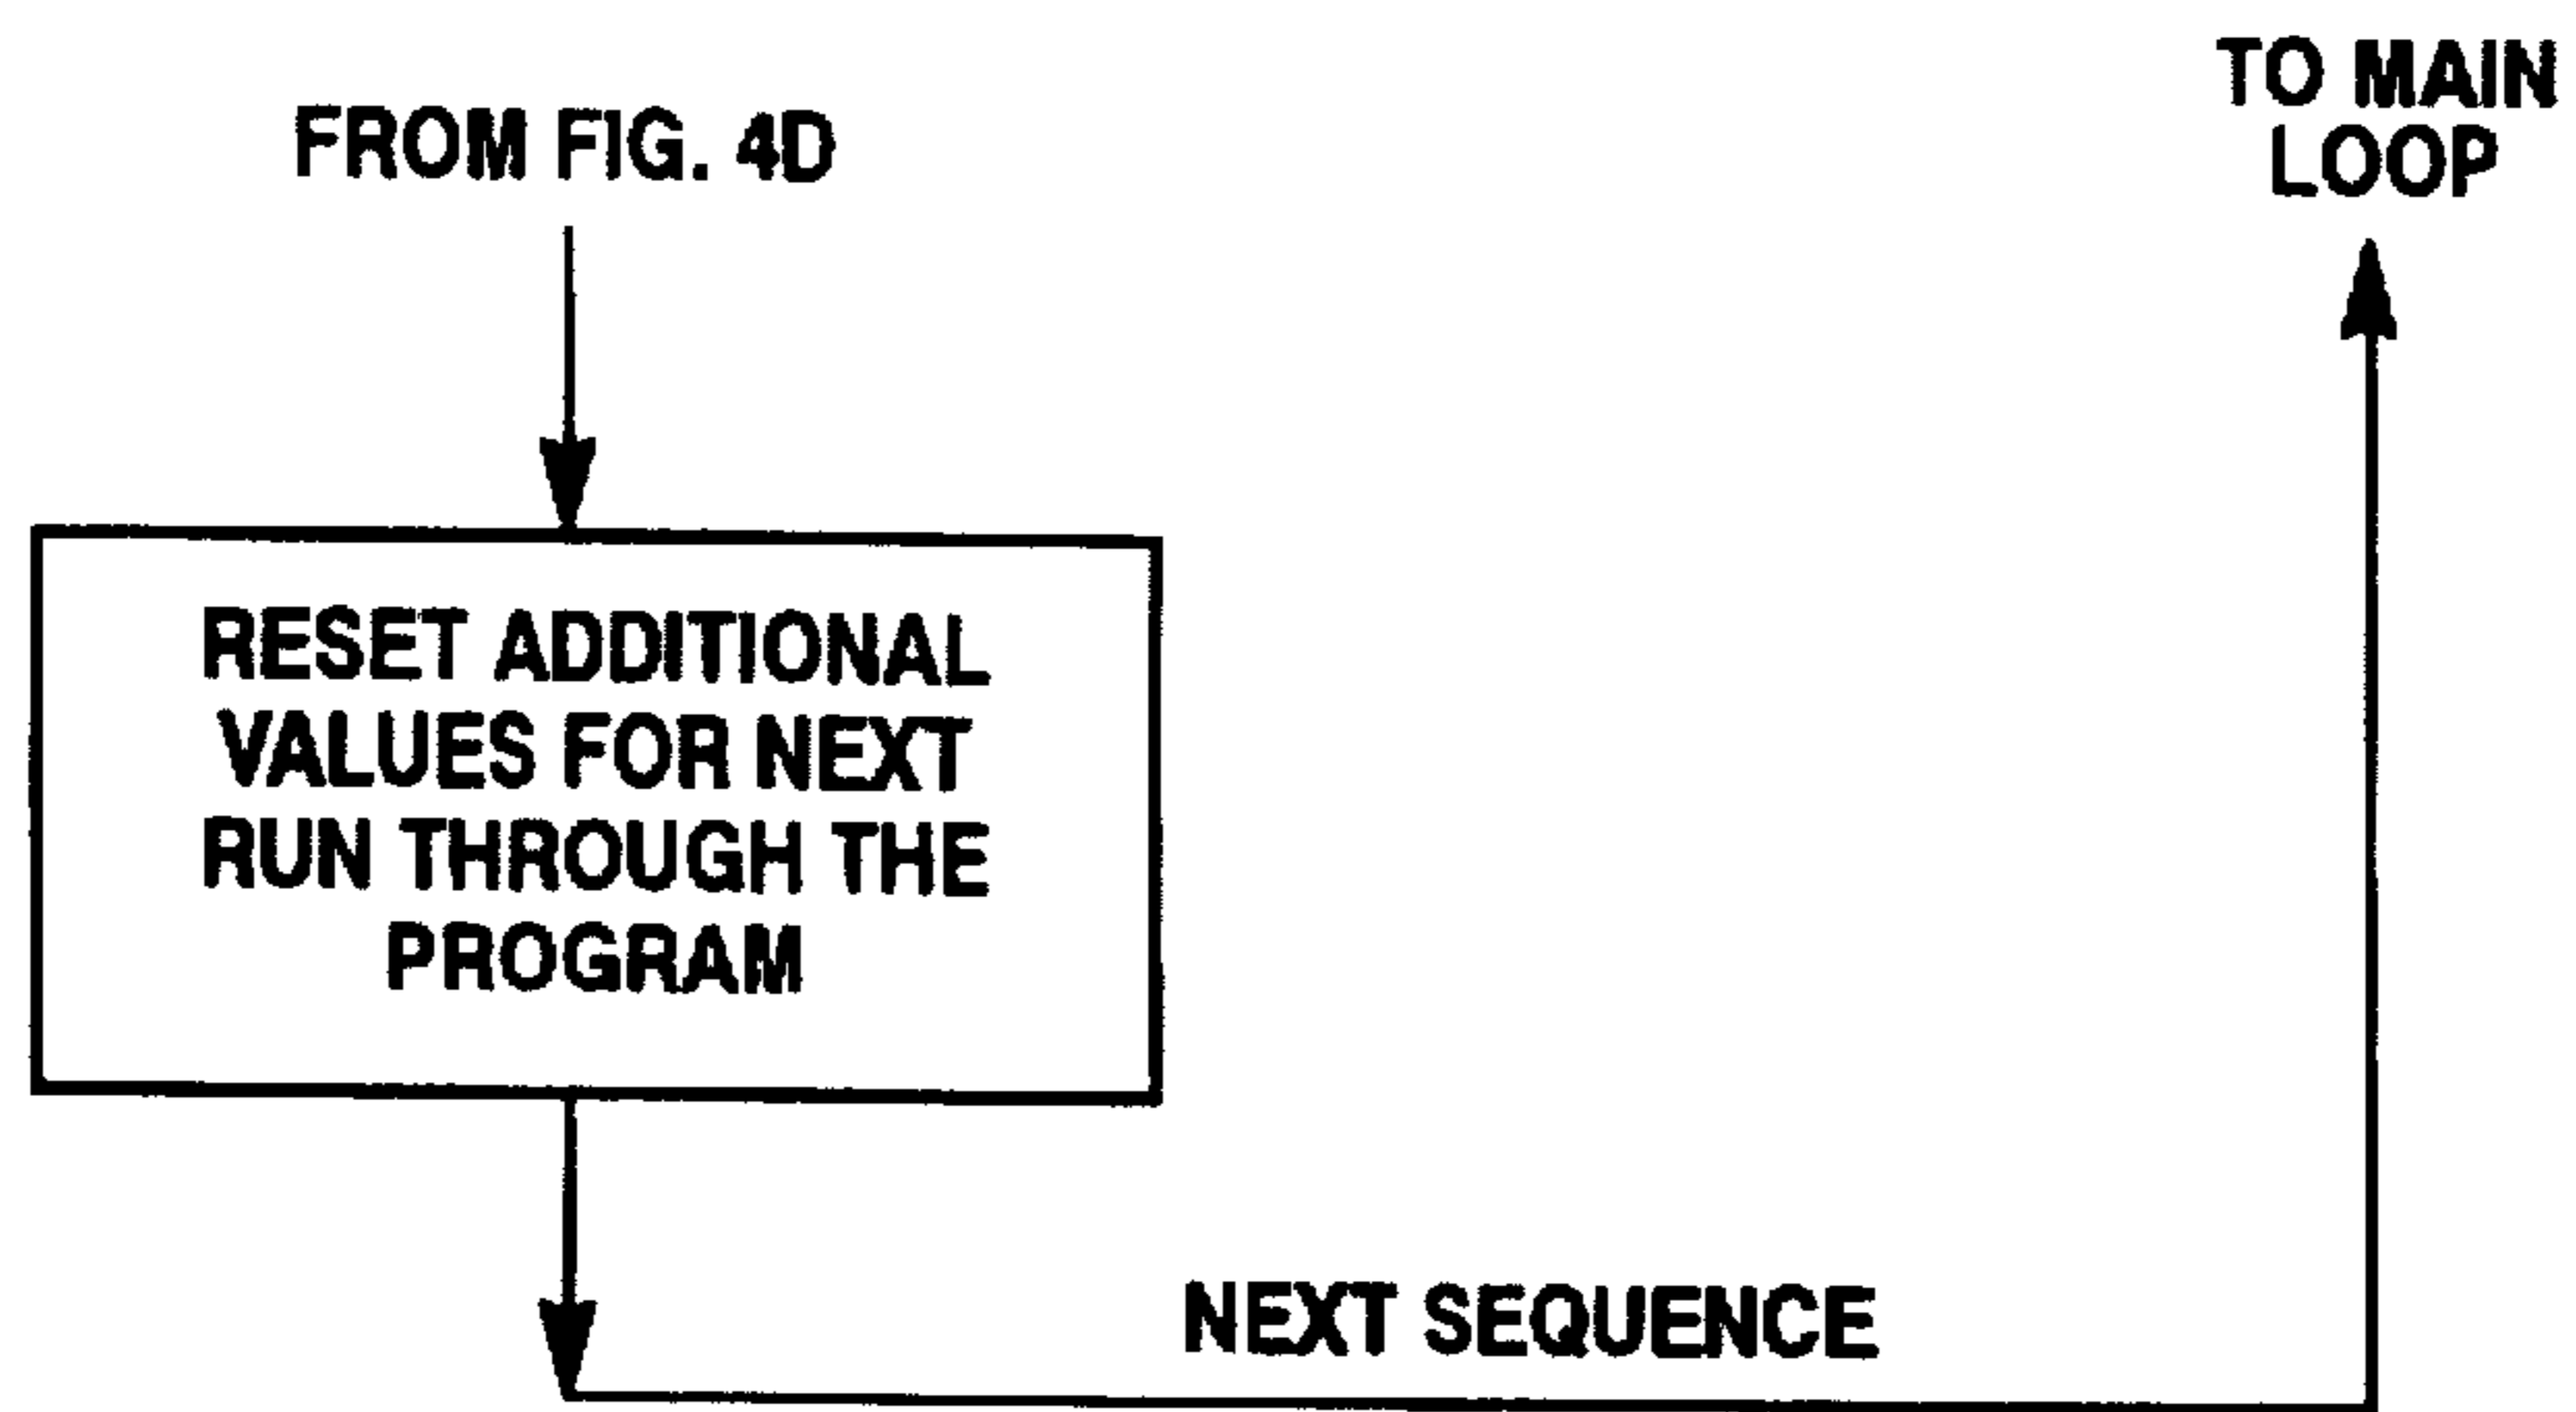 FROM FIG. 4D
TO MAIN
LOOP
RESET ADDITIONAL
VALUES FOR NEXT
RUN THROUGH THE
PROGRAM
NEXT SEQUENCE